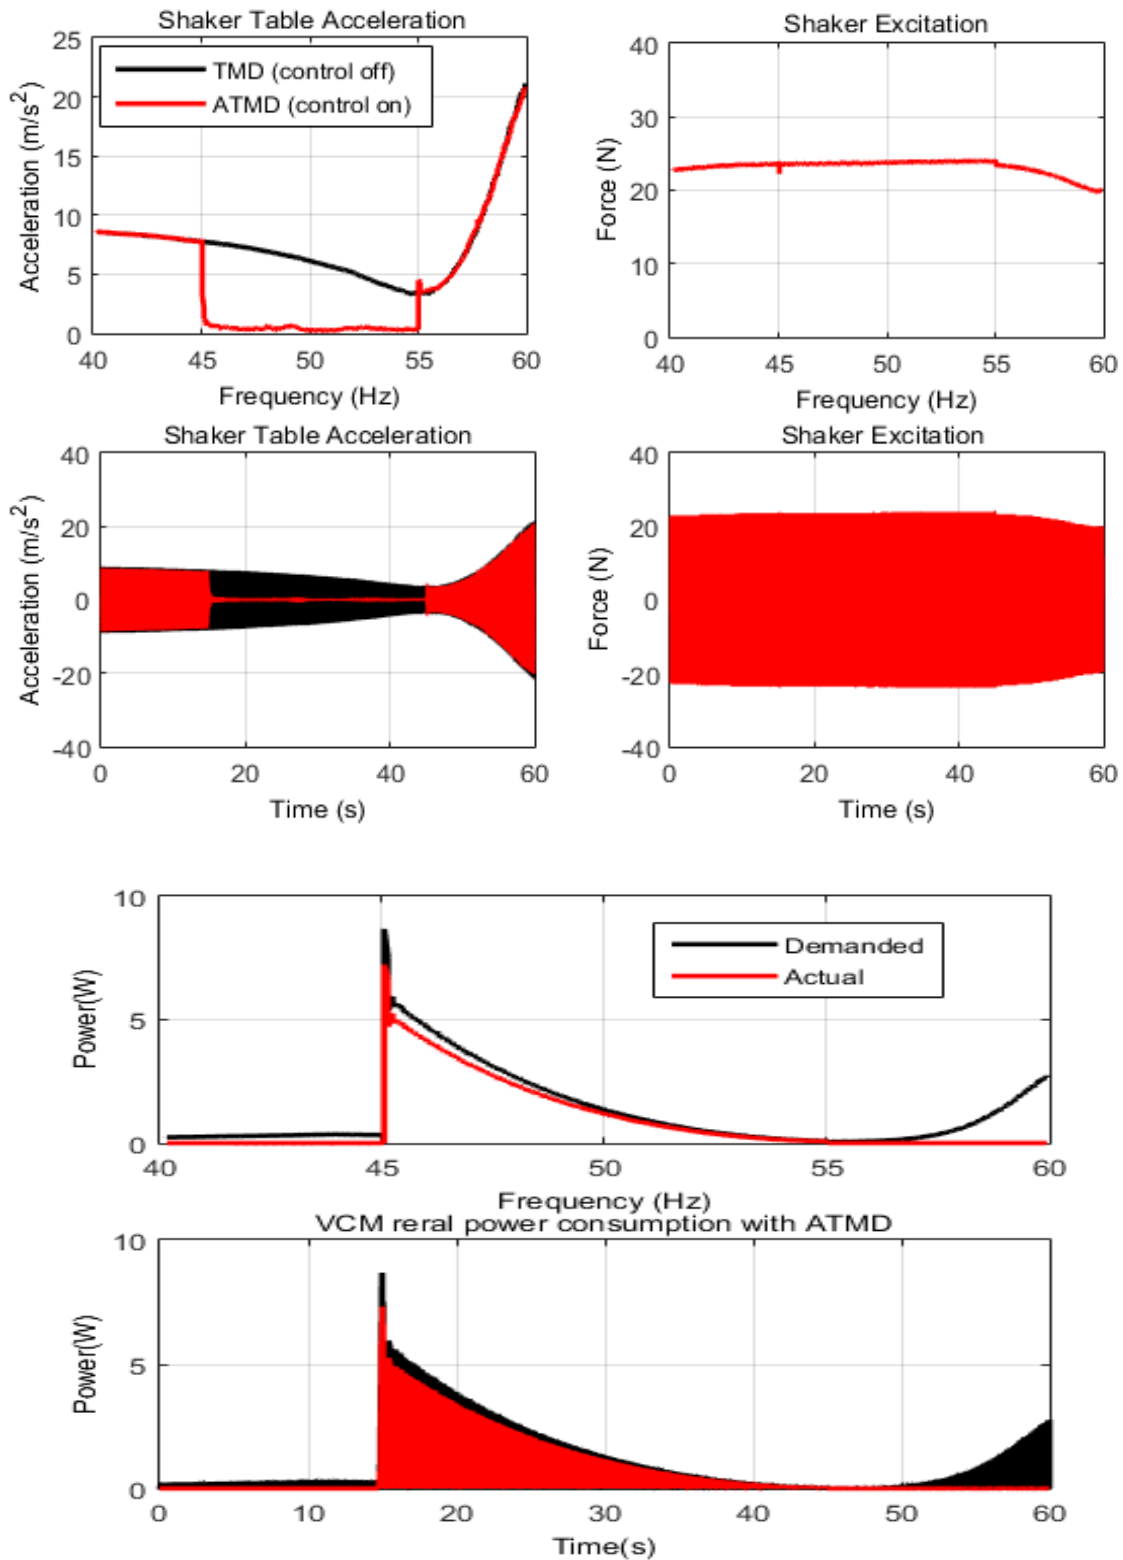 Shaker Table Acceleration
25
20
15
10
5
0
Acceleration (m/s²)
TMD (control off)
ATMD (control on)
40 45 50 55 60
Frequency (Hz)
Shaker Excitation
40
30
20
10
0
Force (N)
40 45 50 55 60
Frequency (Hz)
Shaker Table Acceleration
40
20
0
-20
-40
Acceleration (m/s²)
0 20 40 60
Time (s)
Shaker Excitation
40
20
0
-20
-40
Force (N)
0 20 40 60
Time (s)
10
5
0
Power(W)
Demanded
Actual
40 45 50 55 60
Frequency (Hz)
VCM reral power consumption with ATMD
10
5
0
Power(W)
0 10 20 30 40 50 60
Time(s)